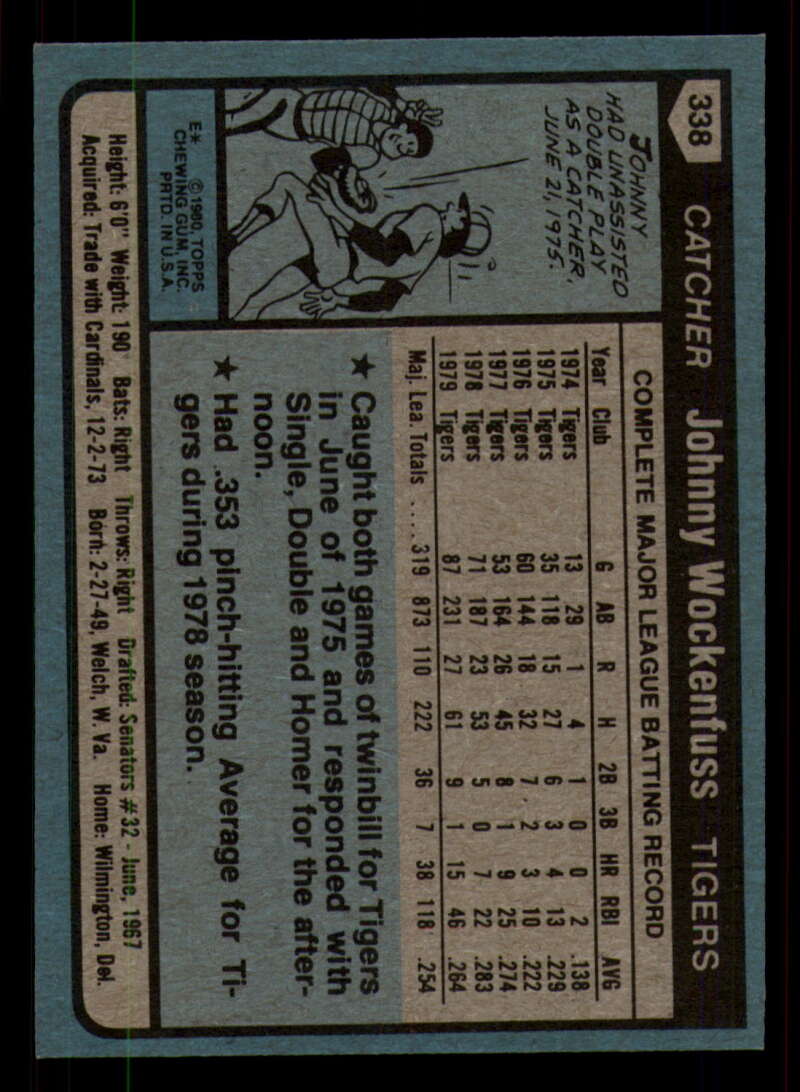 338 CATCHER Johnny Wockenfuss TIGERS
JOHNNY
HAD UNASSISTED
DOUBLE PLAY
AS A CATCHER,
JUNE 21, 1975.
COMPLETE MAJOR LEAGUE BATTING RECORD
Year Club G AB R H 2B 3B HR RBI AVG
1974 Tigers 13 29 1 4 1 0 0 2 .138
1975 Tigers 35 118 15 27 6 3 4 13 .229
1976 Tigers 60 144 18 32 7 2 3 10 .222
1977 Tigers 53 164 26 45 8 1 9 25 .274
1978 Tigers 71 187 23 53 5 0 7 22 .283
1979 Tigers 87 231 27 61 9 1 15 46 .264
Maj. Lea. Totals .... 319 873 110 222 36 7 38 118 .254
★ Caught both games of twinbill for Tigers
in June of 1975 and responded with
Single, Double and Homer for the after-
noon.
★ Had .353 pinch-hitting Average for Ti-
gers during 1978 season.
E* © 1980, TOPPS
CHEWING GUM, INC.
PRTD. IN U.S.A.
Height: 6'0" Weight: 190 Bats: Right Throws: Right Drafted: Senators #32 - June, 1967
Acquired: Trade with Cardinals, 12-2-73 Born: 2-27-49, Welch, W. Va. Home: Wilmington, Del.